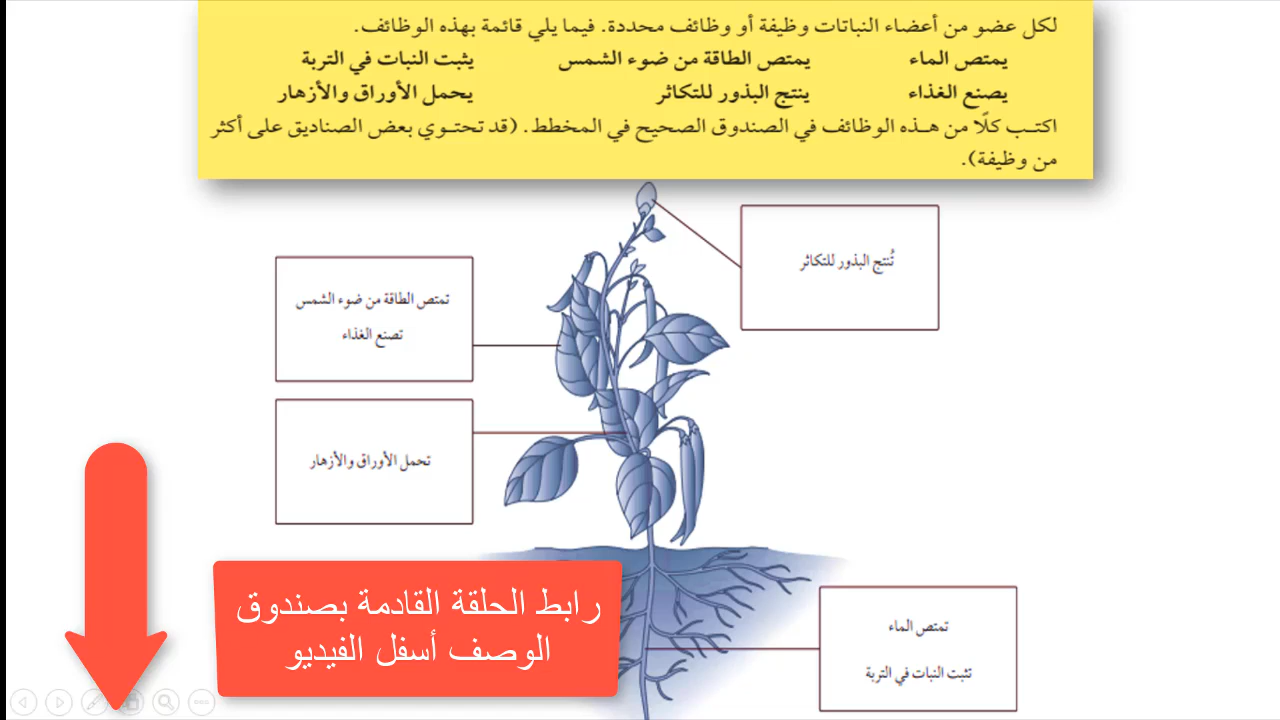 لكل عضو من أعضاء النباتات وظيفة أو وظائف محددة. فيما يلي قائمة بهذه الوظائف.
يمتص الماء يمتص الطاقة من ضوء الشمس يثبت النبات في التربة
يصنع الغذاء ينتج البذور للتكاثر يحمل الأوراق والأزهار
اكتب كلًا من هذه الوظائف في الصندوق الصحيح في المخطط. (قد تحتوي بعض الصناديق على أكثر
من وظيفة).
تُنتج البذور للتكاثر
تمتص الطاقة من ضوء الشمس
تصنع الغذاء
تحمل الأوراق والأزهار
رابط الحلقة القادمة بصندوق
الوصف أسفل الفيديو
تمتص الماء
تثبت النبات في التربة